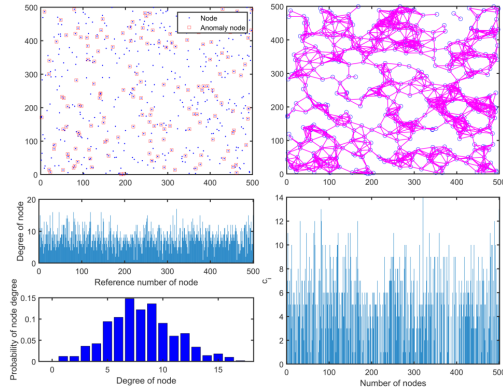 500
400
300
200
100
0
0 100 200 300 400 500
Node
Anomaly node
500
400
300
200
100
0
0 100 200 300 400 500
Degree of node
20
10
0
0 100 200 300 400 500
Reference number of node
Probability of node degree
0.15
0.1
0.05
0
0 5 10 15
Degree of node
c_i
14
12
10
8
6
4
2
0
0 100 200 300 400 500
Number of nodes